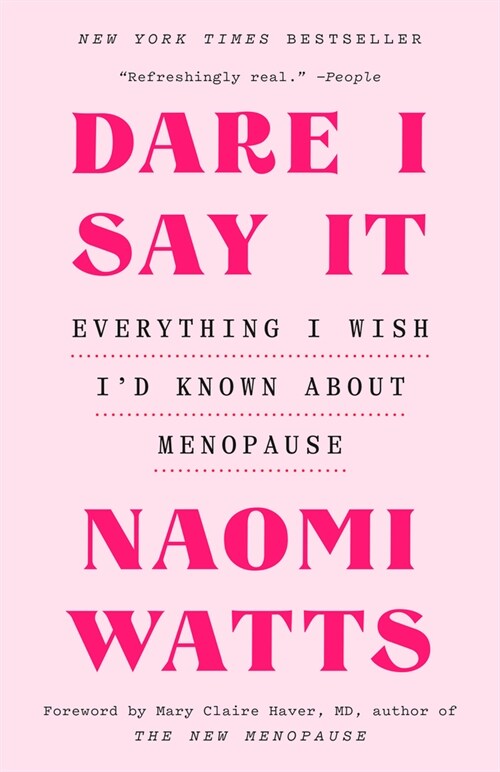 NEW YORK TIMES BESTSELLER
“Refreshingly real.” —People
DARE I
SAY IT
EVERYTHING I WISH
I’D KNOWN ABOUT
MENOPAUSE
NAOMI
WATTS
Foreword by Mary Claire Haver, MD, author of
THE NEW MENOPAUSE